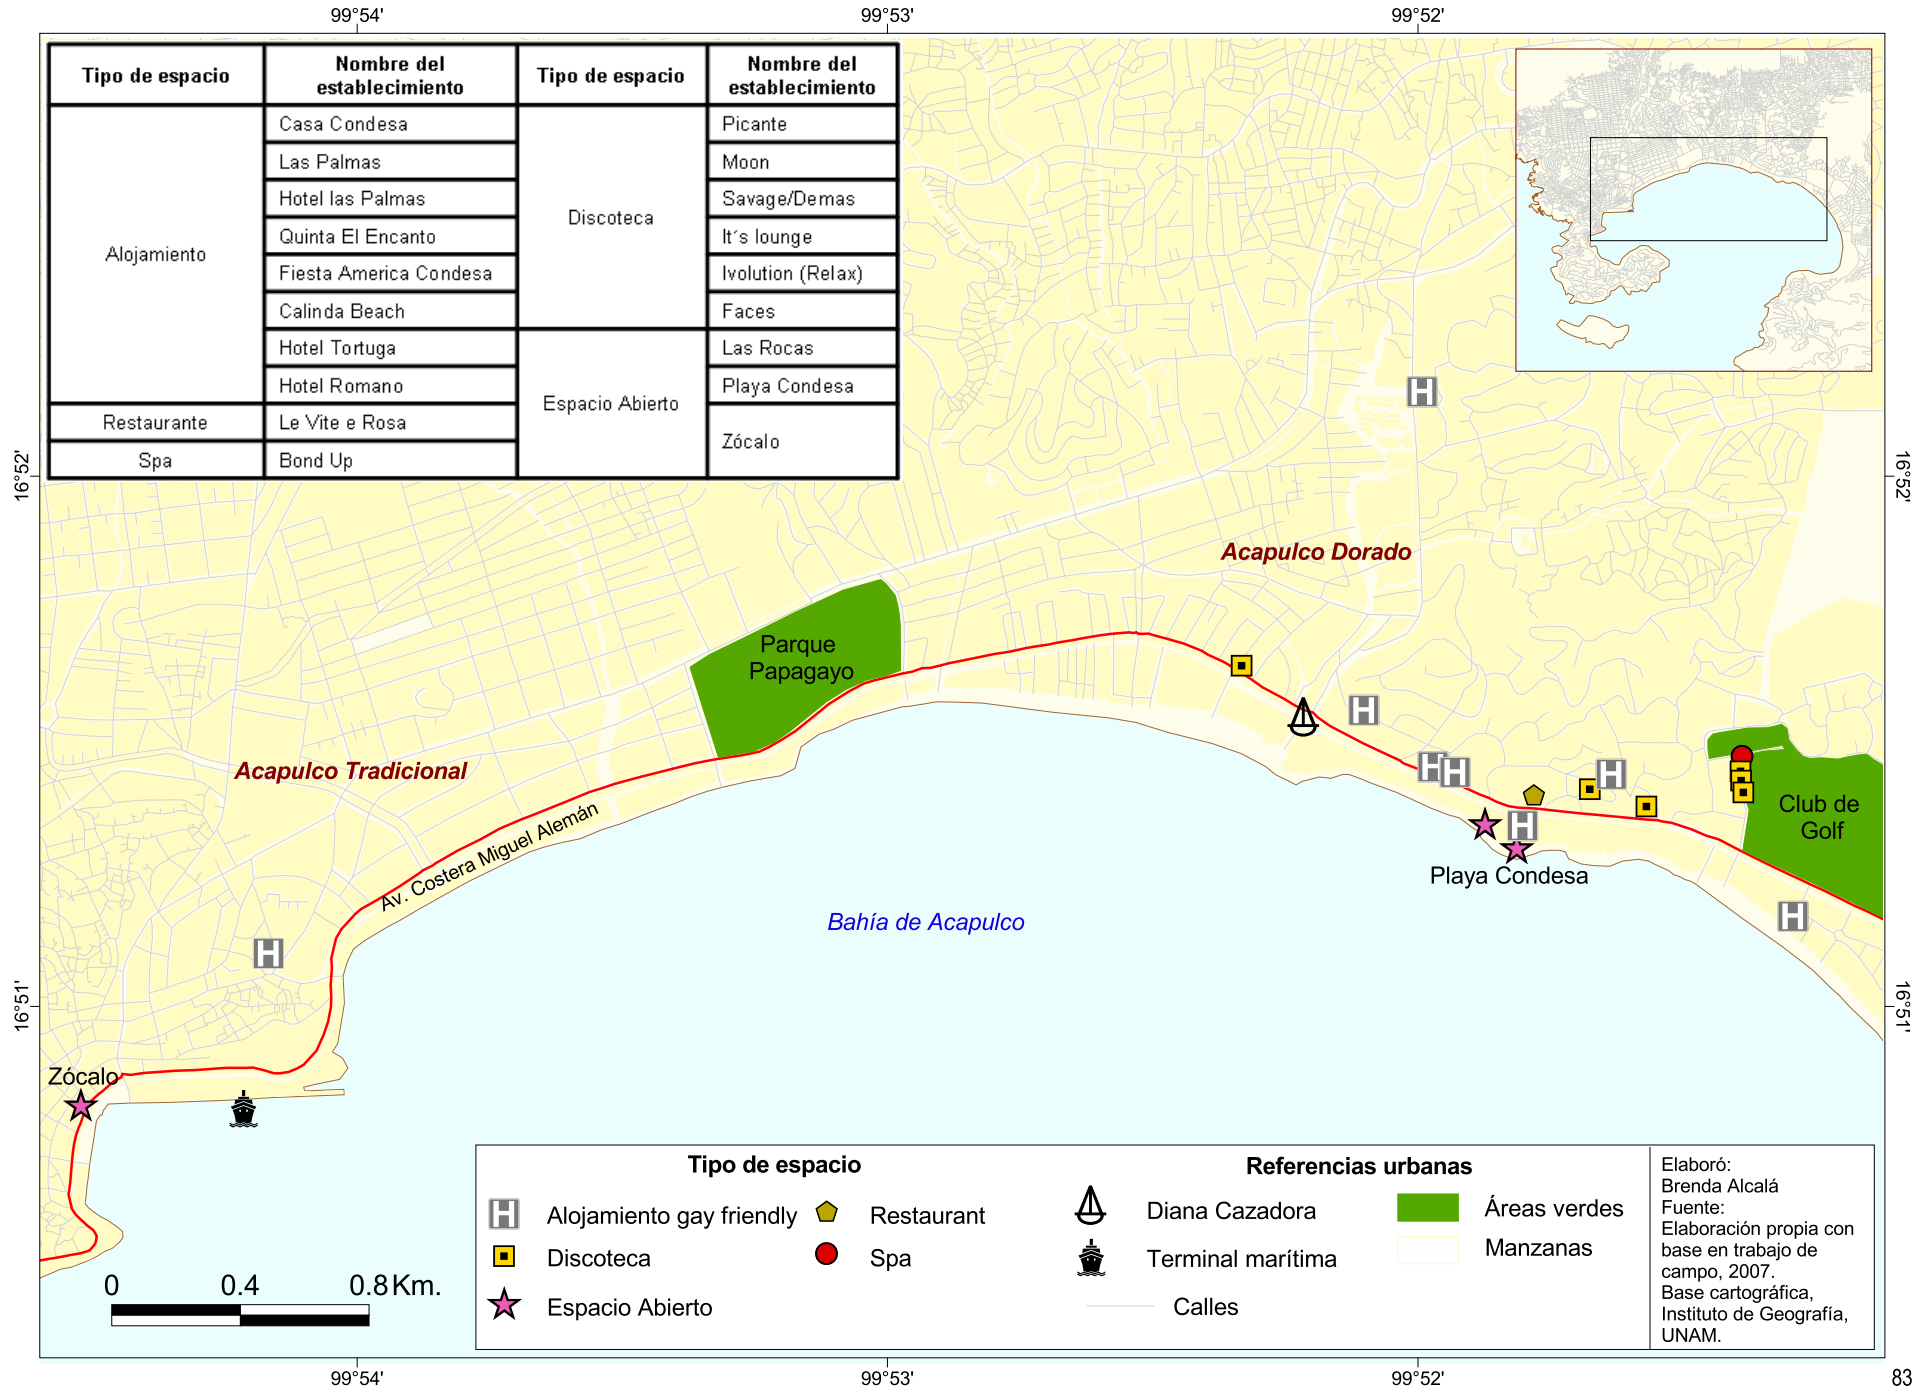 99°54'
99°53'
99°52'
Tipo de espacio
Nombre del
establecimiento
Tipo de espacio
Nombre del
establecimiento
Alojamiento
Casa Condesa
Las Palmas
Hotel las Palmas
Quinta El Encanto
Fiesta America Condesa
Calinda Beach
Hotel Tortuga
Hotel Romano
Restaurante
Le Vite e Rosa
Spa
Bond Up
Discoteca
Picante
Moon
Savage/Demas
It´s lounge
Ivolution (Relax)
Faces
Espacio Abierto
Las Rocas
Playa Condesa
Zócalo
16°52'
16°52'
H
Acapulco Dorado
Parque
Papagayo
H
Acapulco Tradicional
H
H
H
Club de
Golf
H
Av. Costera Miguel Alemán
Playa Condesa
H
Bahía de Acapulco
H
16°51'
16°51'
Zócalo
0
0.4
0.8 Km.
Tipo de espacio
H
Alojamiento gay friendly
Discoteca
Espacio Abierto
Restaurant
Spa
Referencias urbanas
Diana Cazadora
Terminal marítima
Calles
Áreas verdes
Manzanas
Elaboró:
Brenda Alcalá
Fuente:
Elaboración propia con
base en trabajo de
campo, 2007.
Base cartográfica,
Instituto de Geografía,
UNAM.
99°54'
99°53'
99°52'
83